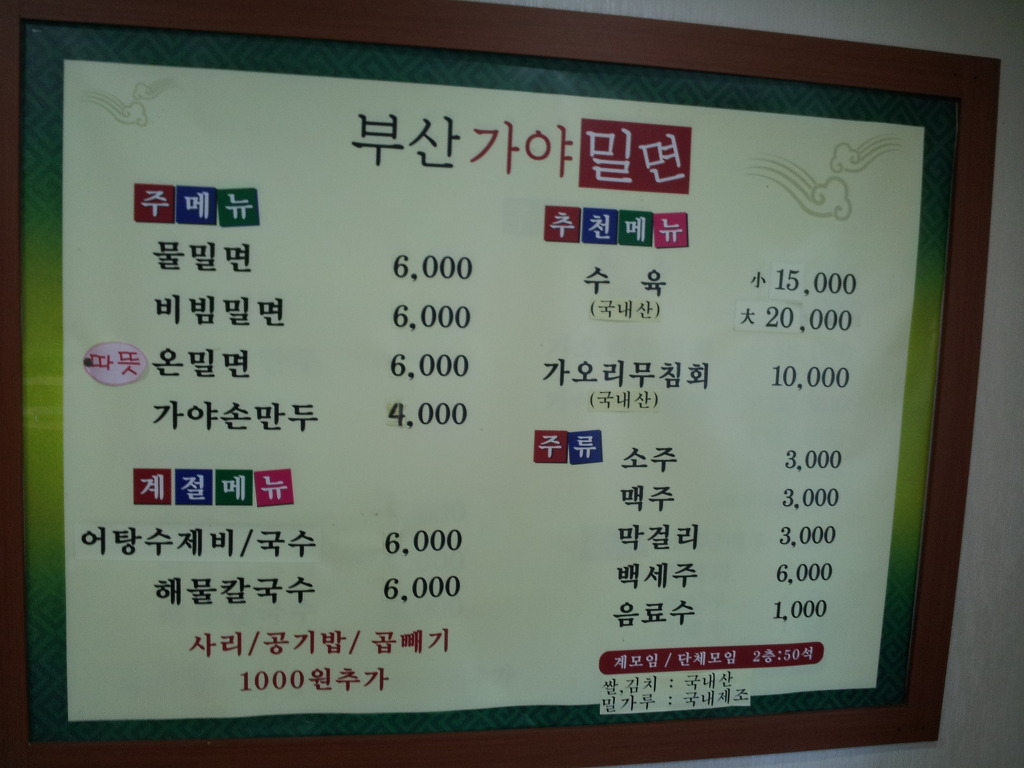 부산 가야 밀면
주메뉴
물밀면 6,000
비빔밀면 6,000
따뜻 온밀면 6,000
가야손만두 4,000
계절메뉴
어탕수제비/국수 6,000
해물칼국수 6,000
사리/공기밥/곱빼기
1000원추가
추천메뉴
수육 小 15,000
(국내산) 大 20,000
가오리무침회 10,000
(국내산)
주류
소주 3,000
맥주 3,000
막걸리 3,000
백세주 6,000
음료수 1,000
계모임 / 단체모임 2층:50석
쌀,김치 : 국내산
밀가루 : 국내제조